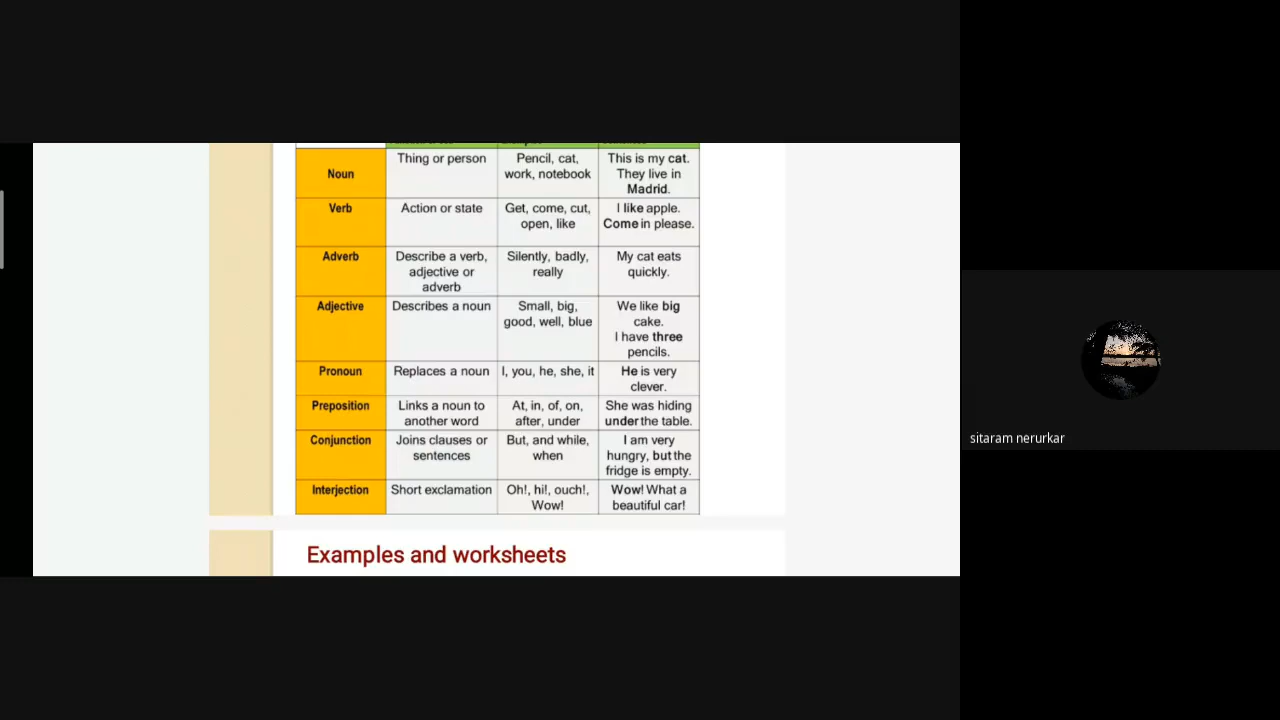 Noun
Thing or person
Pencil, cat,
work, notebook
This is my cat.
They live in
Madrid.
Verb
Action or state
Get, come, cut,
open, like
I like apple.
Come in please.
Adverb
Describe a verb,
adjective or
adverb
Silently, badly,
really
My cat eats
quickly.
Adjective
Describes a noun
Small, big,
good, well, blue
We like big
cake.
I have three
pencils.
Pronoun
Replaces a noun
I, you, he, she, it
He is very
clever.
Preposition
Links a noun to
another word
At, in, of, on,
after, under
She was hiding
under the table.
Conjunction
Joins clauses or
sentences
But, and while,
when
I am very
hungry, but the
fridge is empty.
Interjection
Short exclamation
Oh!, hi!, ouch!,
Wow!
Wow! What a
beautiful car!
Examples and worksheets
sitaram nerurkar